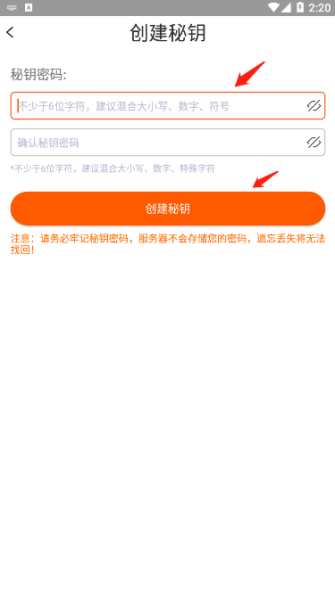 2:20
创建秘钥
秘钥密码:
不少于6位字符，建议混合大小写、数字、符号
确认秘钥密码
*不少于6位字符，建议混合大小写、数字、特殊字符
创建秘钥
注意：请务必牢记秘钥密码，服务器不会存储您的密码，遗忘丢失将无法
找回！